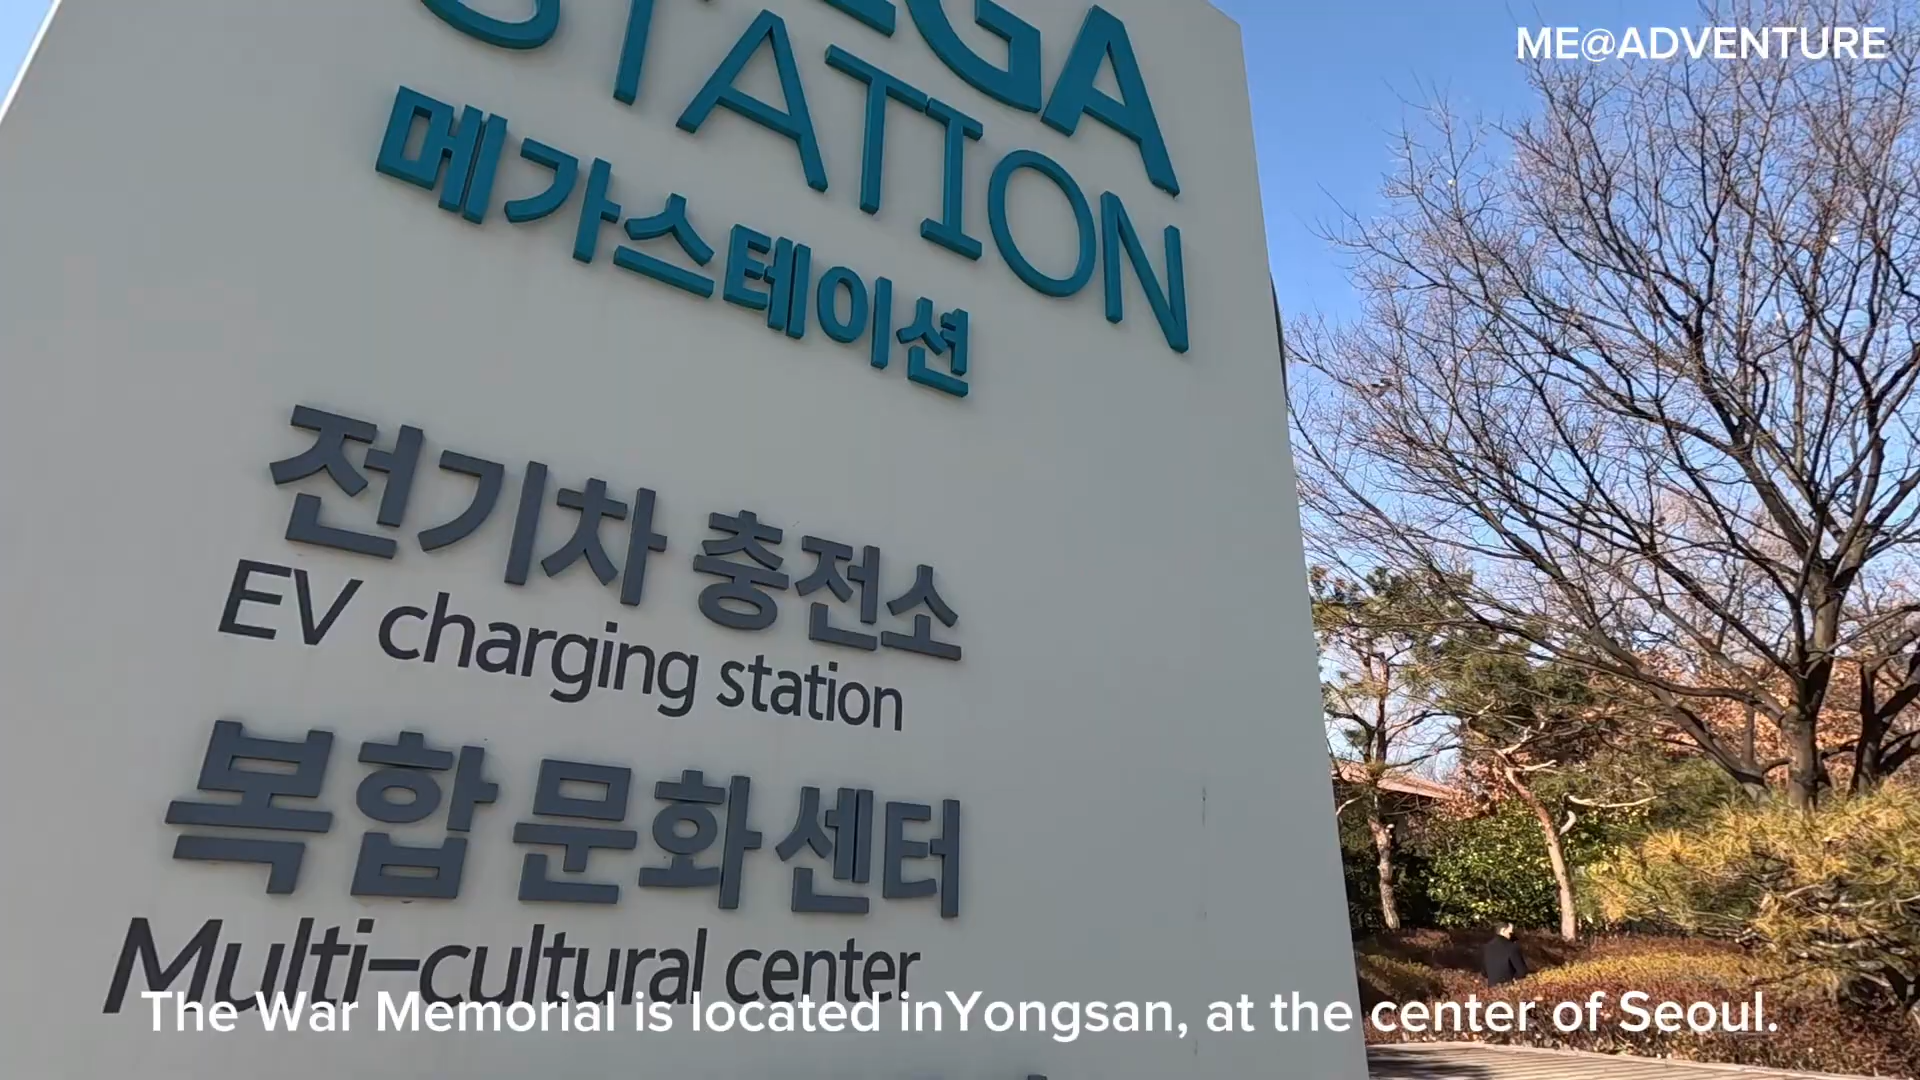 ME@ADVENTURE
STATION
메가스테이션
전기차 충전소
EV charging station
복합 문화 센터
Multi-cultural center
The War Memorial is located inYongsan, at the center of Seoul.